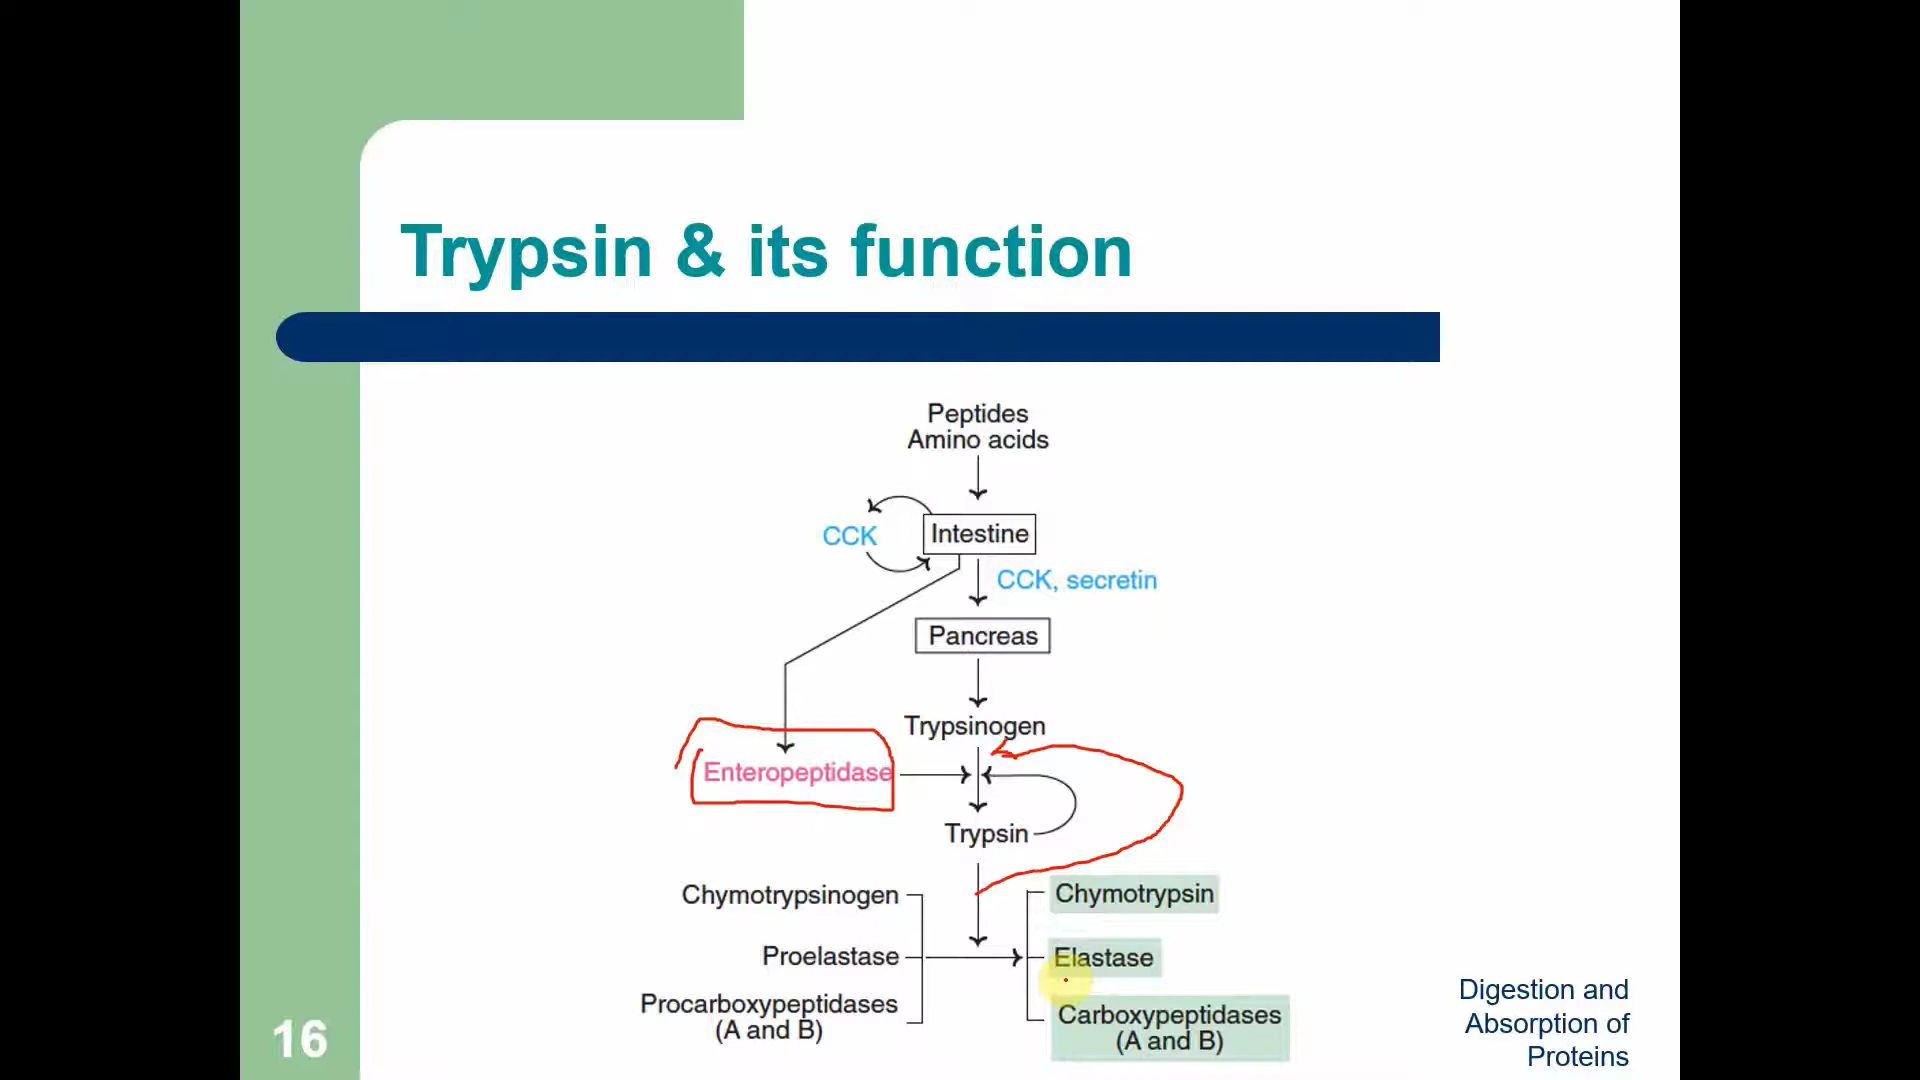 Trypsin & its function
Peptides
Amino acids
CCK
Intestine
CCK, secretin
Pancreas
Trypsinogen
Enteropeptidase
Trypsin
Chymotrypsinogen
Chymotrypsin
Proelastase
Elastase
Procarboxypeptidases
(A and B)
Carboxypeptidases
(A and B)
16
Digestion and
Absorption of
Proteins